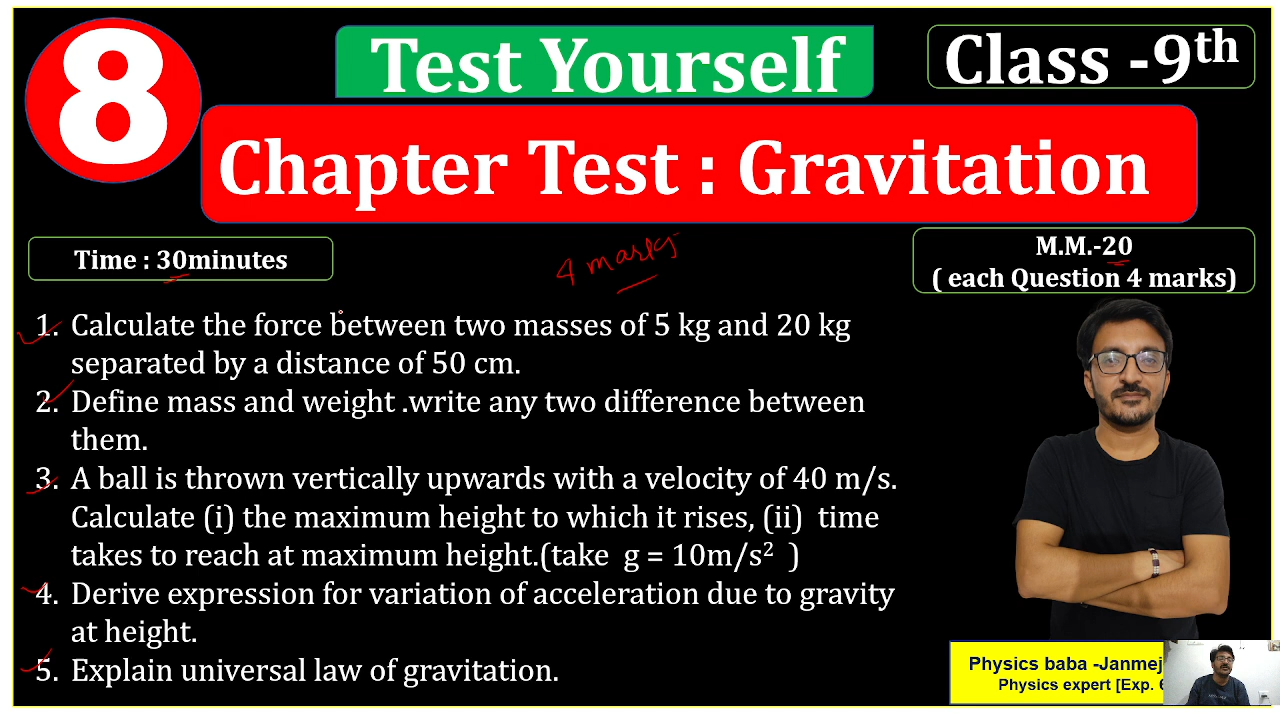 8
Test Yourself
Class -9th
Chapter Test : Gravitation
Time : 30minutes
4 marks
M.M.-20
( each Question 4 marks)
1. Calculate the force between two masses of 5 kg and 20 kg
separated by a distance of 50 cm.
2. Define mass and weight .write any two difference between
them.
3. A ball is thrown vertically upwards with a velocity of 40 m/s.
Calculate (i) the maximum height to which it rises, (ii) time
takes to reach at maximum height.(take g = 10m/s² )
4. Derive expression for variation of acceleration due to gravity
at height.
5. Explain universal law of gravitation.
Physics baba -Janmej
Physics expert [Exp. 6